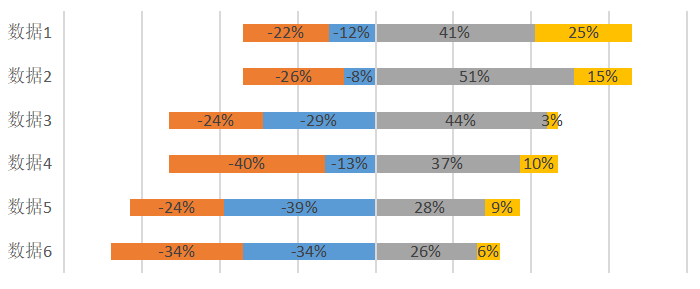 数据1 -22% -12% 41% 25%
数据2 -26% -8% 51% 15%
数据3 -24% -29% 44% 3%
数据4 -40% -13% 37% 10%
数据5 -24% -39% 28% 9%
数据6 -34% -34% 26% 6%